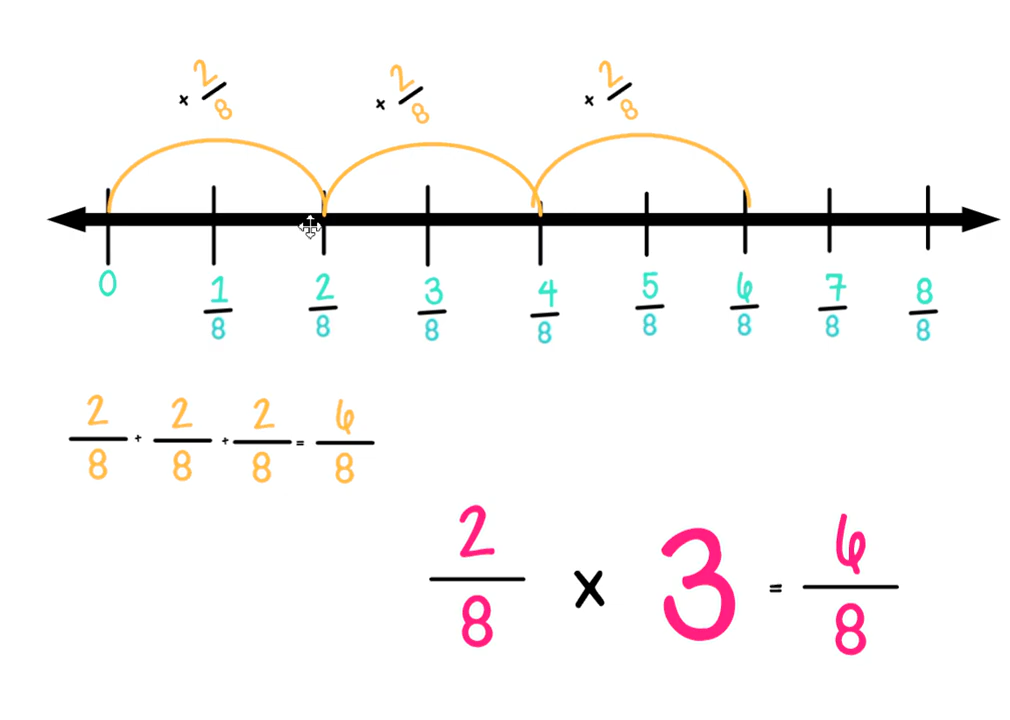 × 2/8 × 2/8 × 2/8
0 1/8 2/8 3/8 4/8 5/8 6/8 7/8 8/8
2/8 + 2/8 + 2/8 = 6/8
2/8 x 3 = 6/8